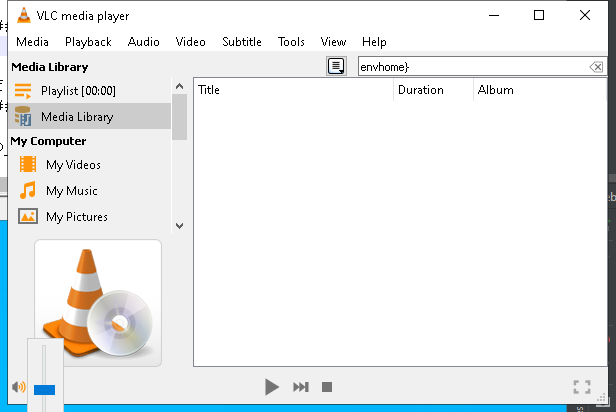 VLC media player
Media Playback Audio Video Subtitle Tools View Help
Media Library
envhome}
Playlist [00:00]
Title Duration Album
Media Library
My Computer
My Videos
My Music
My Pictures